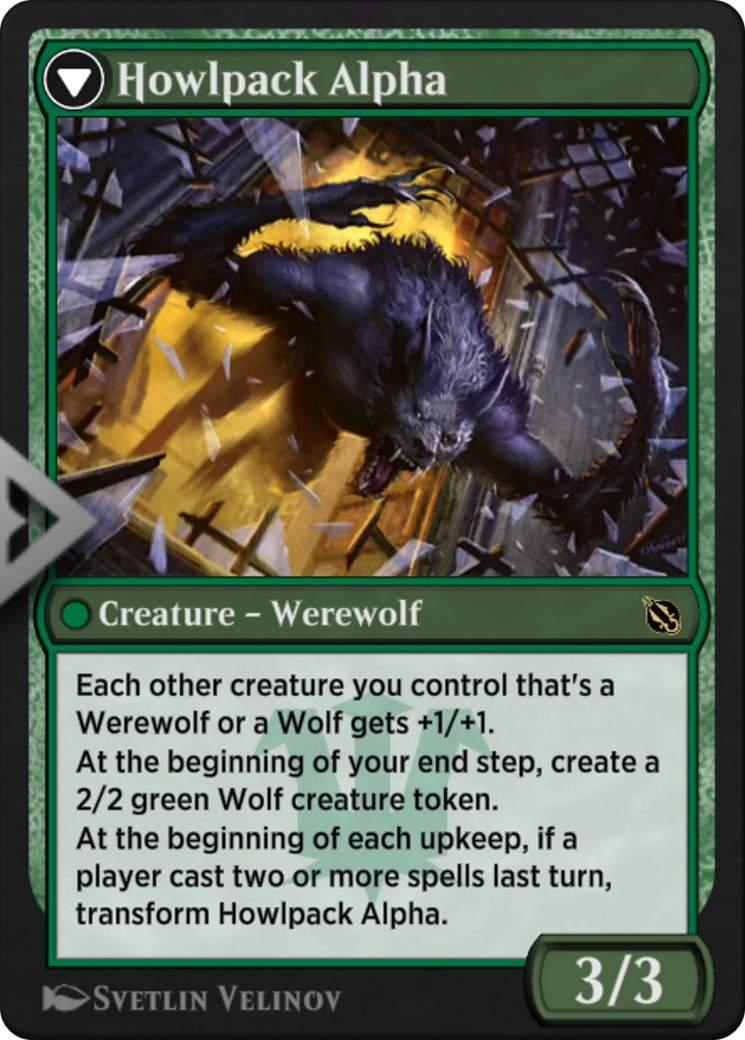 Howlpack Alpha
Creature – Werewolf
Each other creature you control that's a
Werewolf or a Wolf gets +1/+1.
At the beginning of your end step, create a
2/2 green Wolf creature token.
At the beginning of each upkeep, if a
player cast two or more spells last turn,
transform Howlpack Alpha.
3/3
Svetlin Velinov